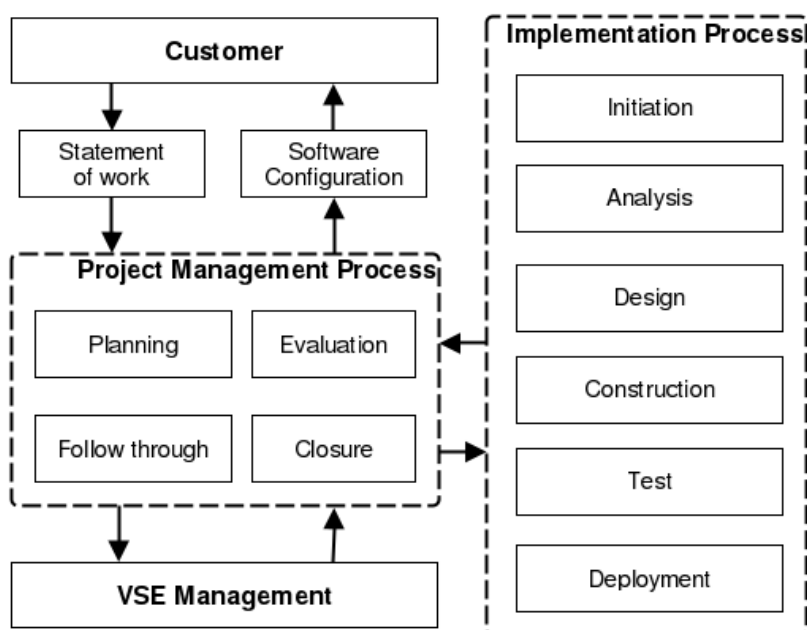 Customer
Statement
of work
Software
Configuration
Project Management Process
Planning
Evaluation
Follow through
Closure
VSE Management
Implementation Process
Initiation
Analysis
Design
Construction
Test
Deployment